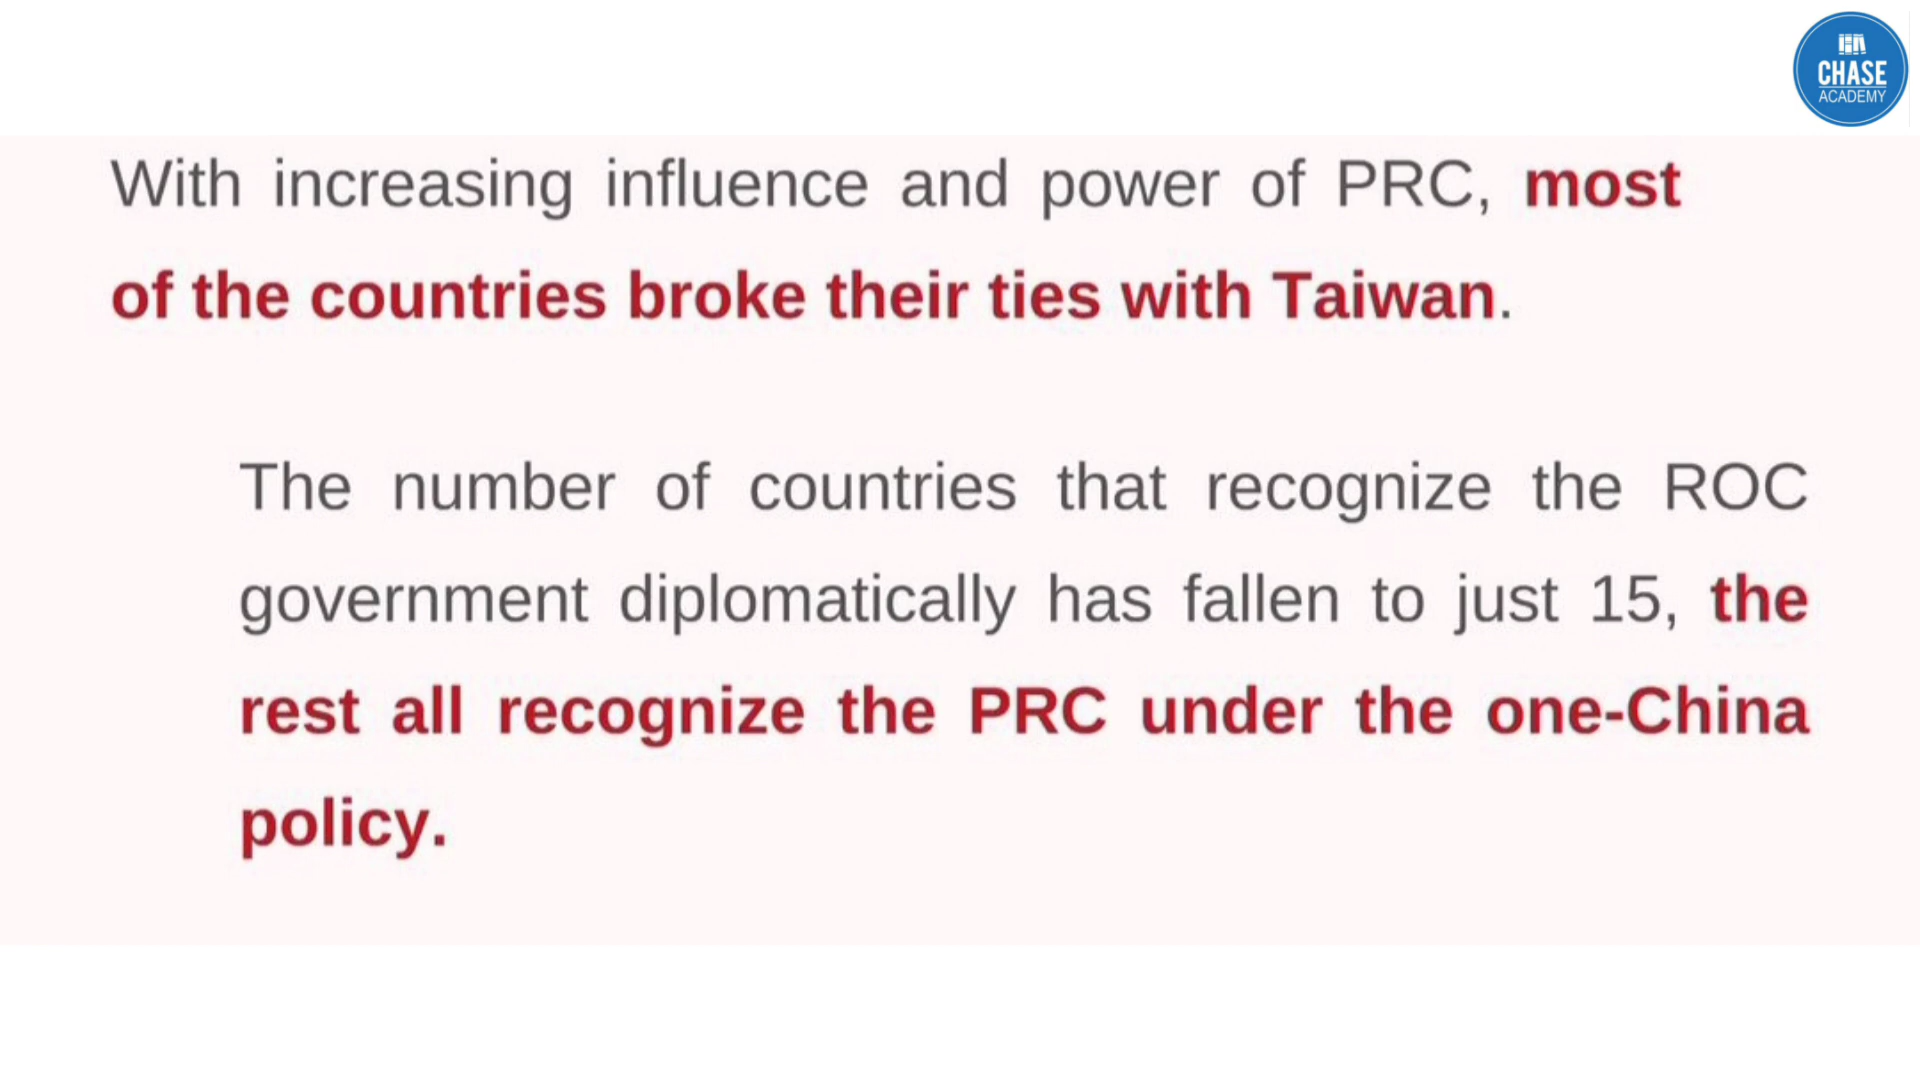 CHASE
ACADEMY
With increasing influence and power of PRC, most
of the countries broke their ties with Taiwan.
The number of countries that recognize the ROC
government diplomatically has fallen to just 15, the
rest all recognize the PRC under the one-China
policy.